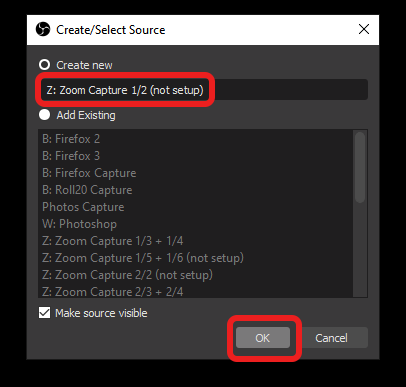 Create/Select Source
Create new
Z: Zoom Capture 1/2 (not setup)
Add Existing
B: Firefox 2
B: Firefox 3
B: Firefox Capture
B: Roll20 Capture
Photos Capture
W: Photoshop
Z: Zoom Capture 1/3 + 1/4
Z: Zoom Capture 1/5 + 1/6 (not setup)
Z: Zoom Capture 2/2 (not setup)
Z: Zoom Capture 2/3 + 2/4
Make source visible
OK Cancel